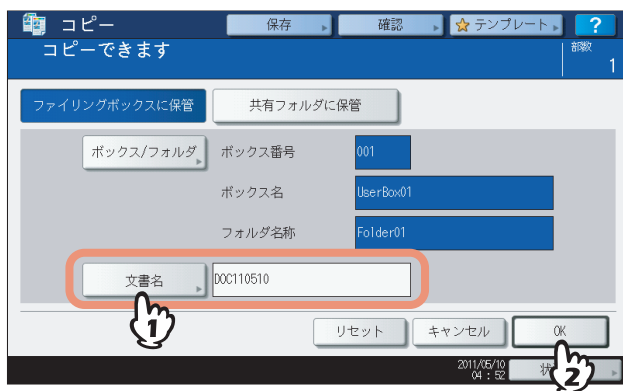 コピー 保存 確認 テンプレート ?
コピーできます 部数 1
ファイリングボックスに保管 共有フォルダに保管
ボックス/フォルダ ボックス番号 001
ボックス名 UserBox01
フォルダ名称 Folder01
文書名 DOC110510
1
リセット キャンセル OK
2011/05/10
04 : 52 状
2